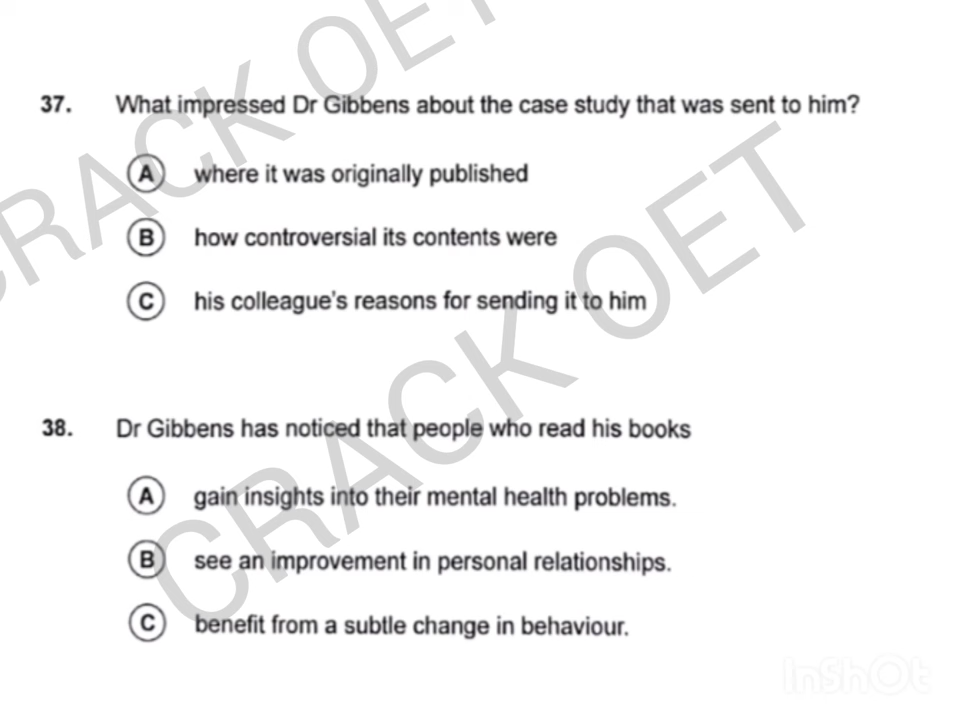 CRACK OET
37. What impressed Dr Gibbens about the case study that was sent to him?
A where it was originally published
B how controversial its contents were
C his colleague's reasons for sending it to him
38. Dr Gibbens has noticed that people who read his books
A gain insights into their mental health problems.
B see an improvement in personal relationships.
C benefit from a subtle change in behaviour.
CRACK OET
InShOt